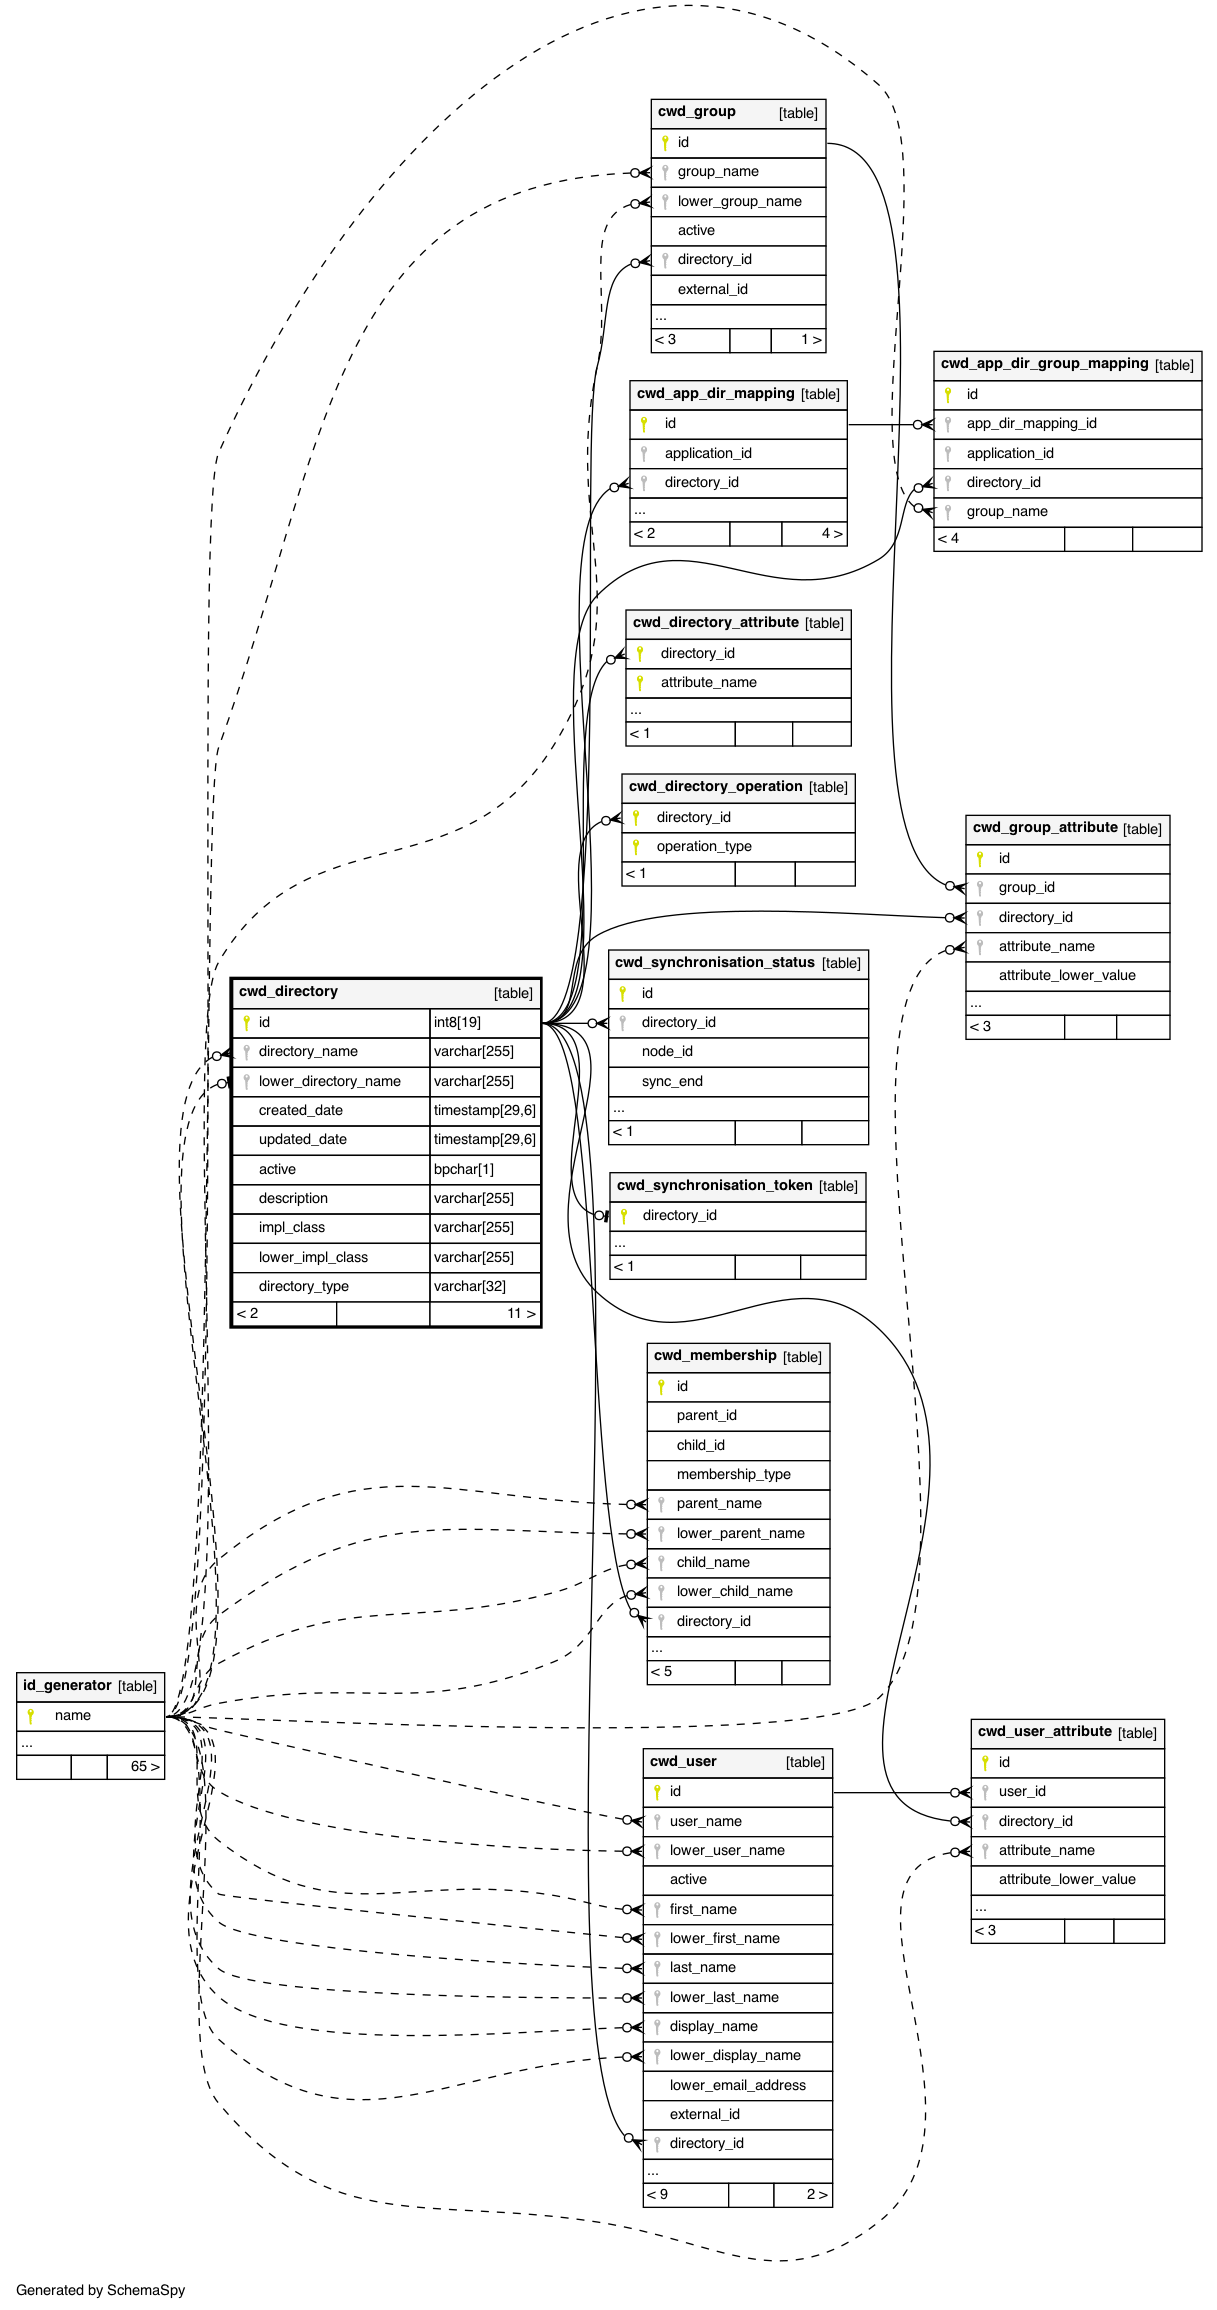 cwd_group [table]
id
group_name
lower_group_name
active
directory_id
external_id
...
< 3 1 >
cwd_app_dir_group_mapping [table]
id
app_dir_mapping_id
application_id
directory_id
group_name
< 4
cwd_app_dir_mapping [table]
id
application_id
directory_id
...
< 2 4 >
cwd_directory_attribute [table]
directory_id
attribute_name
...
< 1
cwd_directory_operation [table]
directory_id
operation_type
< 1
cwd_group_attribute [table]
id
group_id
directory_id
attribute_name
attribute_lower_value
...
< 3
cwd_synchronisation_status [table]
id
directory_id
node_id
sync_end
...
< 1
cwd_directory [table]
id int8[19]
directory_name varchar[255]
lower_directory_name varchar[255]
created_date timestamp[29,6]
updated_date timestamp[29,6]
active bpchar[1]
description varchar[255]
impl_class varchar[255]
lower_impl_class varchar[255]
directory_type varchar[32]
< 2 11 >
cwd_synchronisation_token [table]
directory_id
...
< 1
cwd_membership [table]
id
parent_id
child_id
membership_type
parent_name
lower_parent_name
child_name
lower_child_name
directory_id
...
< 5
id_generator [table]
name
...
65 >
cwd_user [table]
id
user_name
lower_user_name
active
first_name
lower_first_name
last_name
lower_last_name
display_name
lower_display_name
lower_email_address
external_id
directory_id
...
< 9 2 >
cwd_user_attribute [table]
id
user_id
directory_id
attribute_name
attribute_lower_value
...
< 3
Generated by SchemaSpy